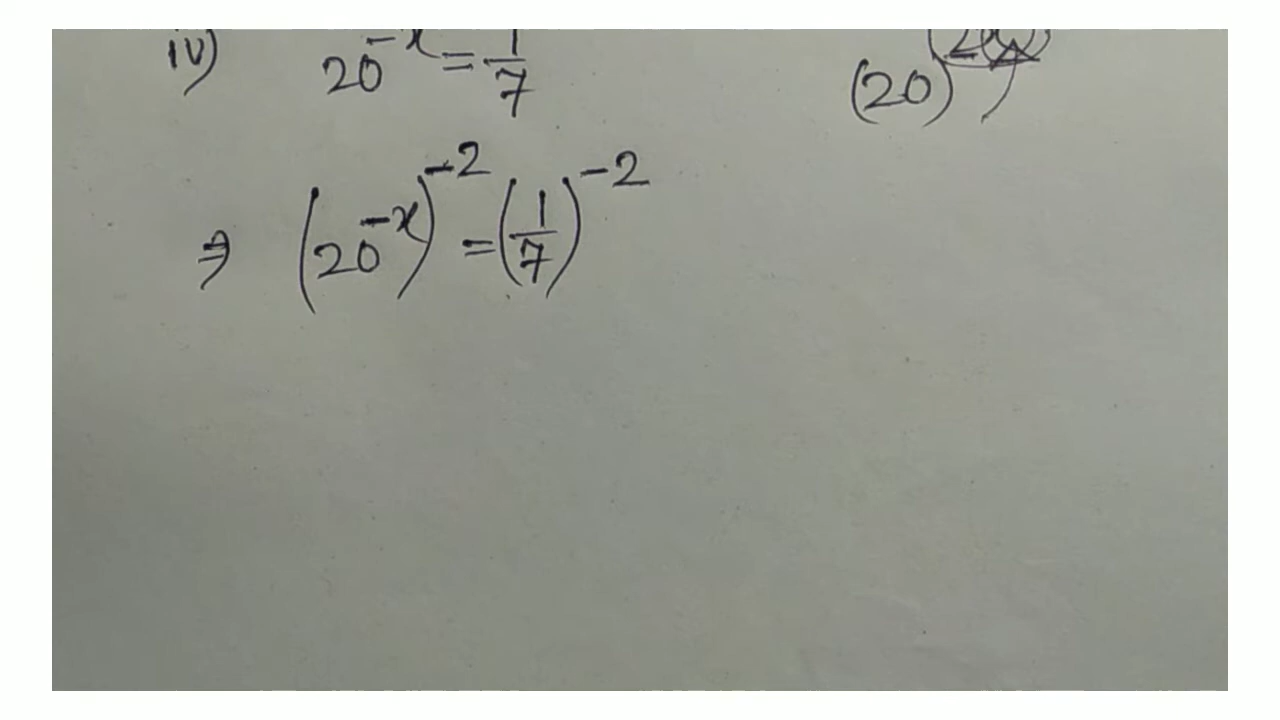 iv) 20^{-x} = 1/7 (20)
⇒ (20^{-x})^{-2} = (1/7)^{-2}